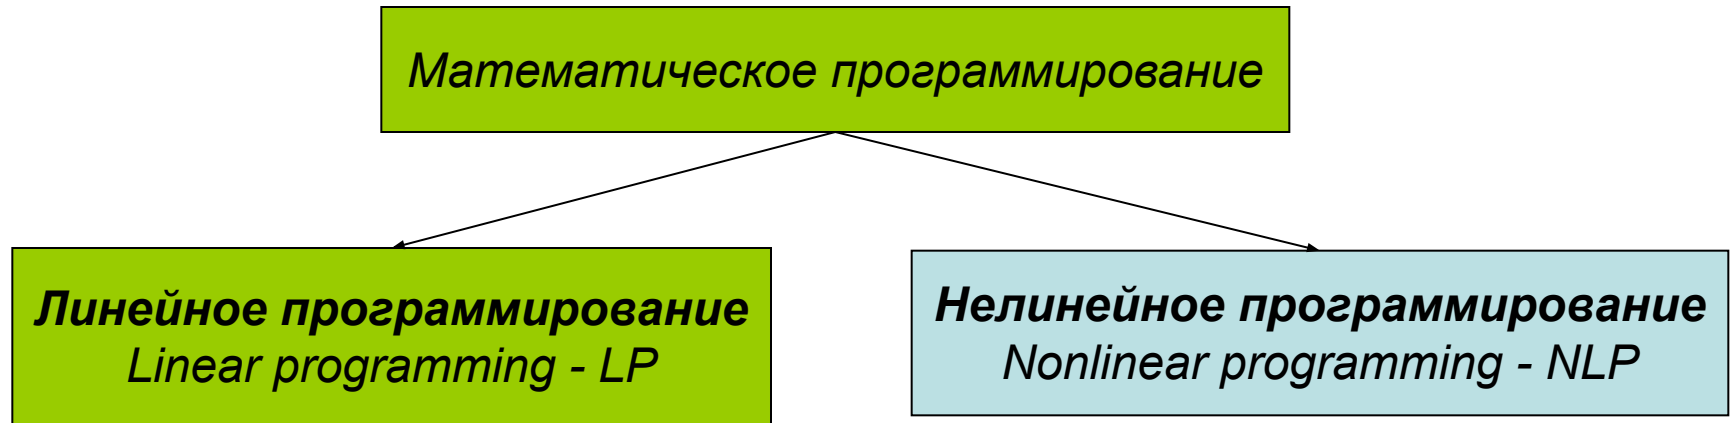 Математическое программирование
Линейное программирование
Linear programming - LP
Нелинейное программирование
Nonlinear programming - NLP